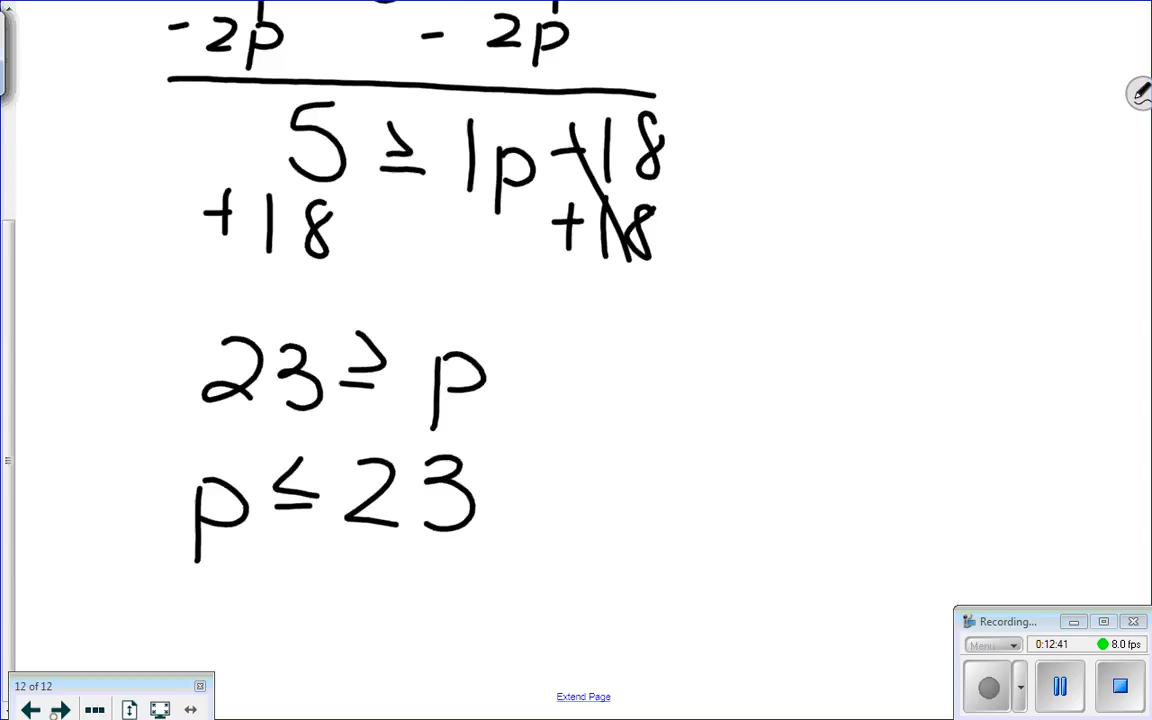 - 2p - 2p
5 ≥ 1p - 18
+ 18 + 18
23 ≥ p
p ≤ 23
Recording...
Menu 0:12:41 8.0 fps
12 of 12
Extend Page